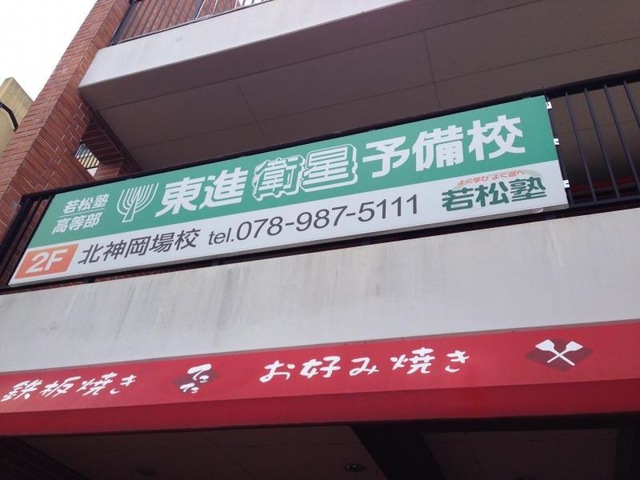 若松塾
高等部
東進衛星予備校
2F 北神岡場校 tel.078-987-5111
よく学び よく遊べ
若松塾
鉄板焼き お好み焼き